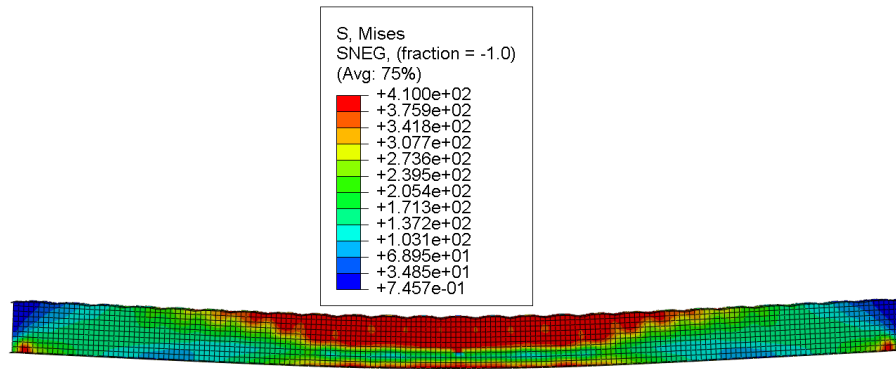 S, Mises
SNEG, (fraction = -1.0)
(Avg: 75%)
+4.100e+02
+3.759e+02
+3.418e+02
+3.077e+02
+2.736e+02
+2.395e+02
+2.054e+02
+1.713e+02
+1.372e+02
+1.031e+02
+6.895e+01
+3.485e+01
+7.457e-01